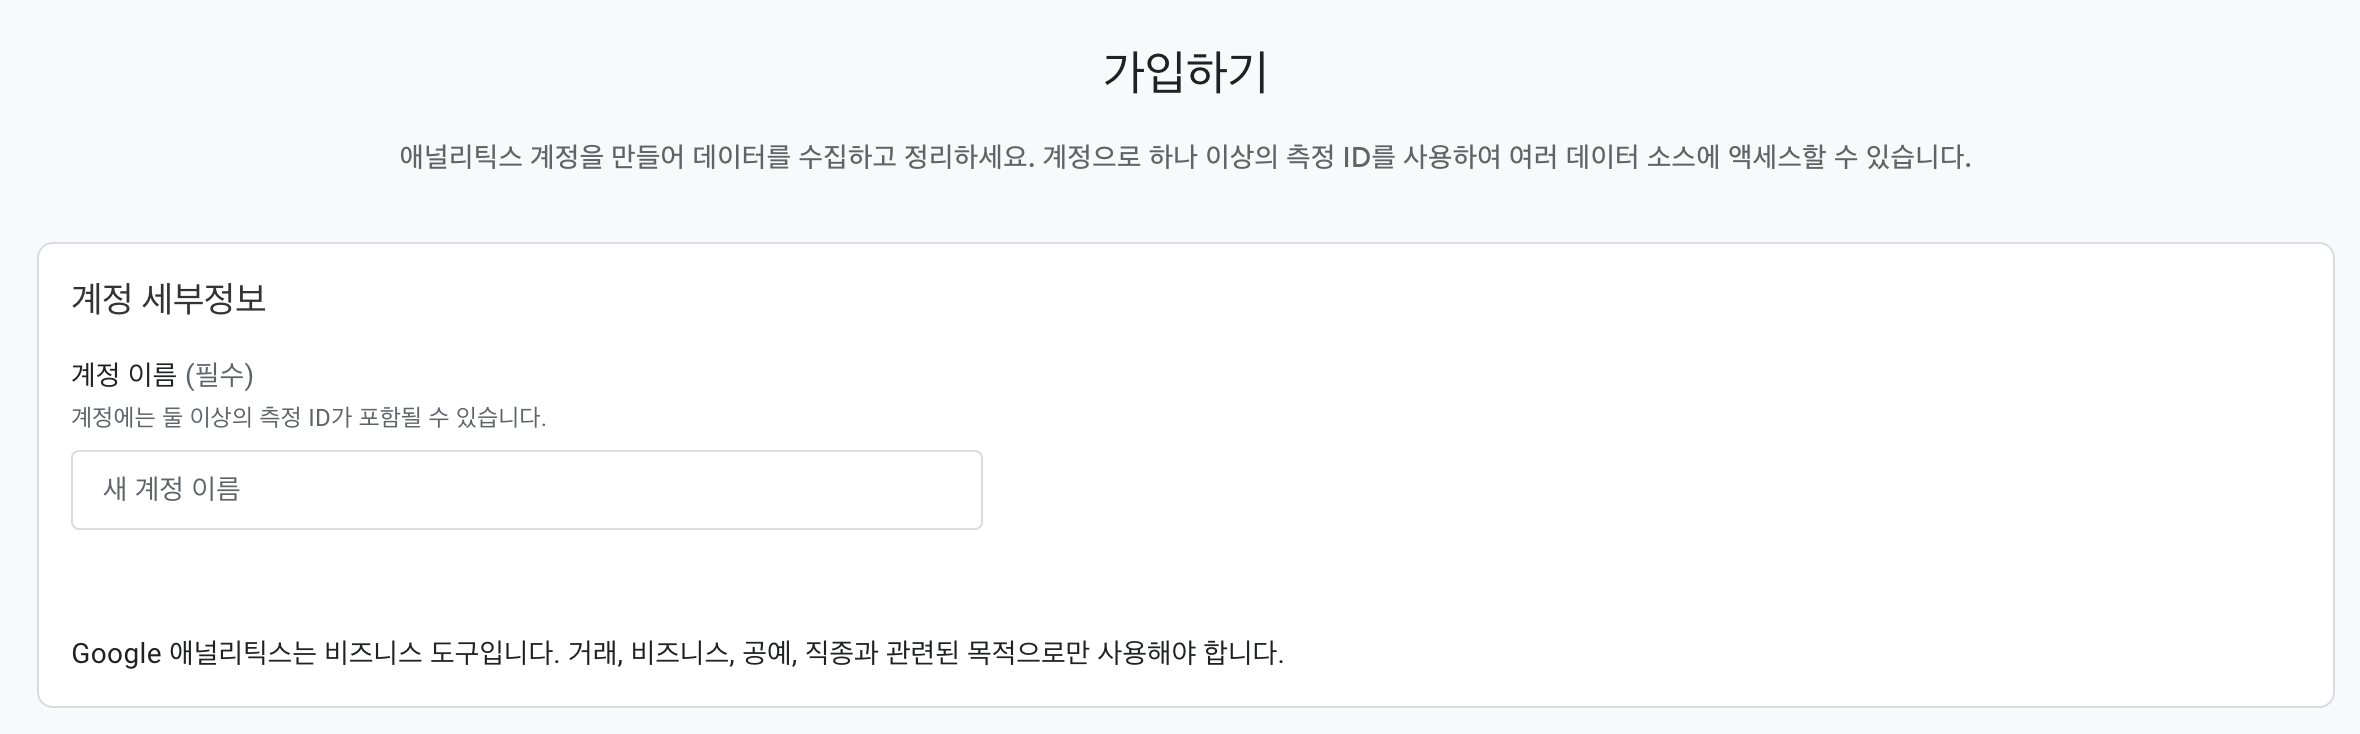 가입하기
애널리틱스 계정을 만들어 데이터를 수집하고 정리하세요. 계정으로 하나 이상의 측정 ID를 사용하여 여러 데이터 소스에 액세스할 수 있습니다.
계정 세부정보
계정 이름 (필수)
계정에는 둘 이상의 측정 ID가 포함될 수 있습니다.
새 계정 이름
Google 애널리틱스는 비즈니스 도구입니다. 거래, 비즈니스, 공예, 직종과 관련된 목적으로만 사용해야 합니다.